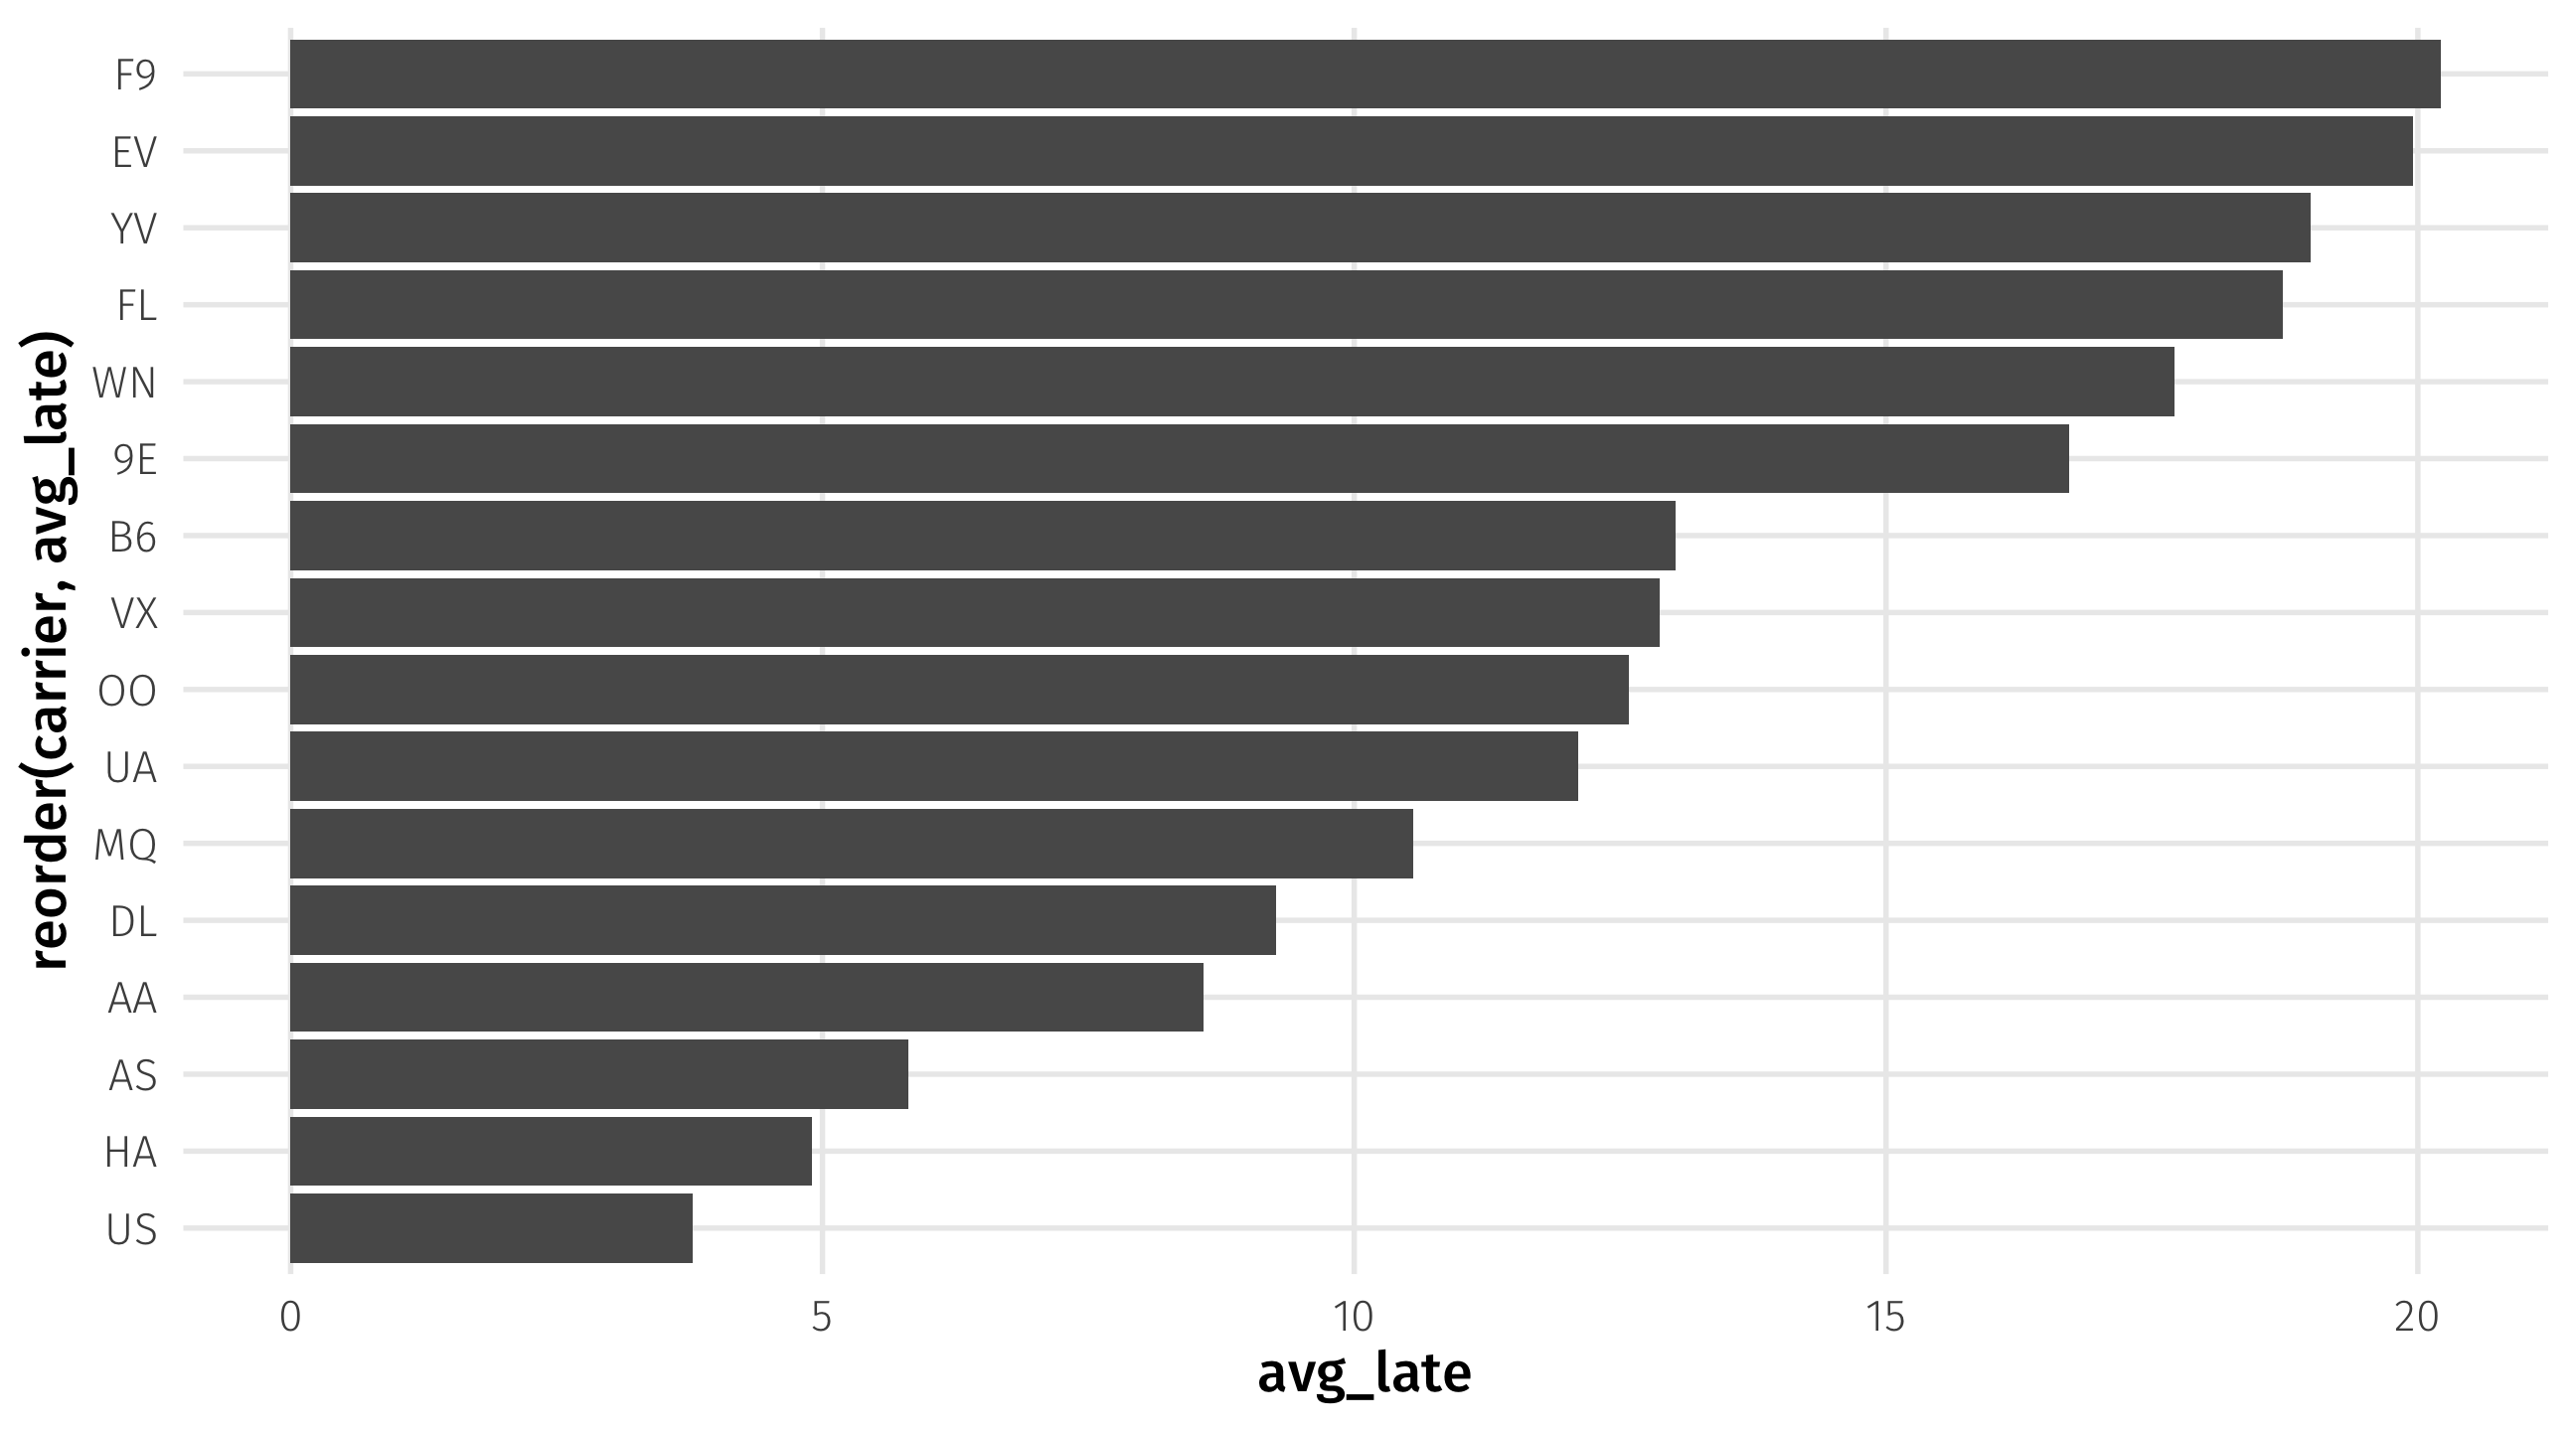 reorder(carrier, avg_late)
F9
EV
YV
FL
WN
9E
B6
VX
OO
UA
MQ
DL
AA
AS
HA
US
0 5 10 15 20
avg_late